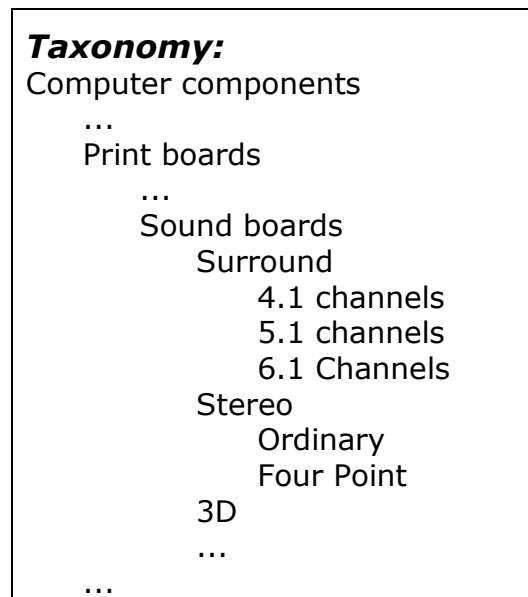 Taxonomy:
Computer components
...
Print boards
...
Sound boards
Surround
4.1 channels
5.1 channels
6.1 Channels
Stereo
Ordinary
Four Point
3D
...
...